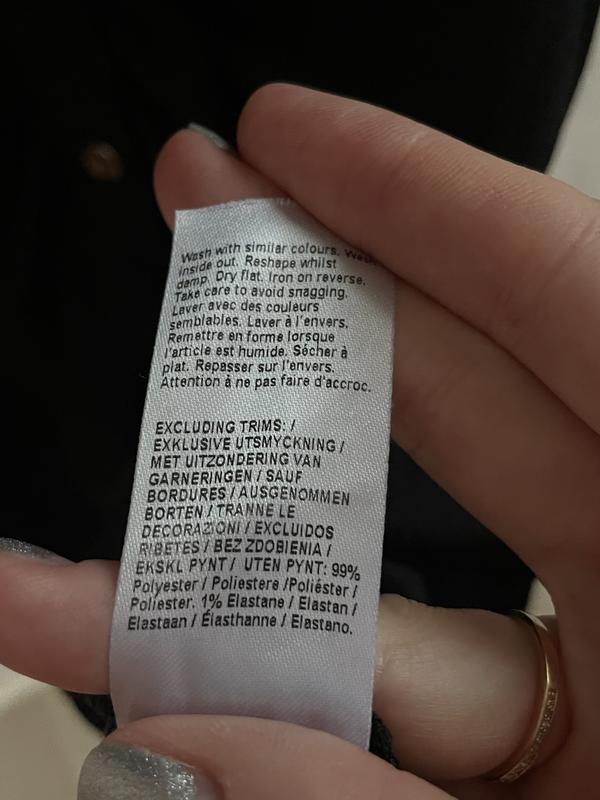 Wash with similar colours. Wash
inside out. Reshape whilst
damp. Dry flat. Iron on reverse.
Take care to avoid snagging.
Laver avec des couleurs
semblables. Laver à l'envers.
Remettre en forme lorsque
l'article est humide. Sécher à
plat. Repasser sur l'envers.
Attention à ne pas faire d'accroc.
EXCLUDING TRIMS: /
EXKLUSIVE UTSMYCKNING /
MET UITZONDERING VAN
GARNERINGEN / SAUF
BORDURES / AUSGENOMMEN
BORTEN / TRANNE LE
DECORAZIONI / EXCLUIDOS
RIBETES / BEZ ZDOBIENIA /
EKSKL PYNT / UTEN PYNT: 99%
Polyester / Poliestere /Poliéster /
Poliester. 1% Elastane / Elastan /
Elastaan / Élasthanne / Elastano.